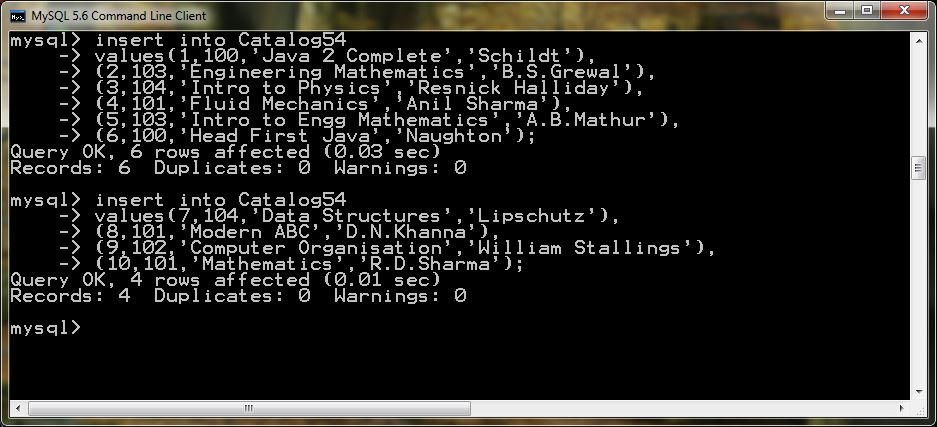 MySQL 5.6 Command Line Client
mysql> insert into Catalog54
    -> values(1,100,'Java 2 Complete','Schildt'),
    -> (2,103,'Engineering Mathematics','B.S.Grewal'),
    -> (3,104,'Intro to Physics','Resnick Halliday'),
    -> (4,101,'Fluid Mechanics','Anil Sharma'),
    -> (5,103,'Intro to Engg Mathematics','A.B.Mathur'),
    -> (6,100,'Head First Java','Naughton');
Query OK, 6 rows affected (0.03 sec)
Records: 6  Duplicates: 0  Warnings: 0
mysql> insert into Catalog54
    -> values(7,104,'Data Structures','Lipschutz'),
    -> (8,101,'Modern ABC','D.N.Khanna'),
    -> (9,102,'Computer Organisation','William Stallings'),
    -> (10,101,'Mathematics','R.D.Sharma');
Query OK, 4 rows affected (0.01 sec)
Records: 4  Duplicates: 0  Warnings: 0
mysql>